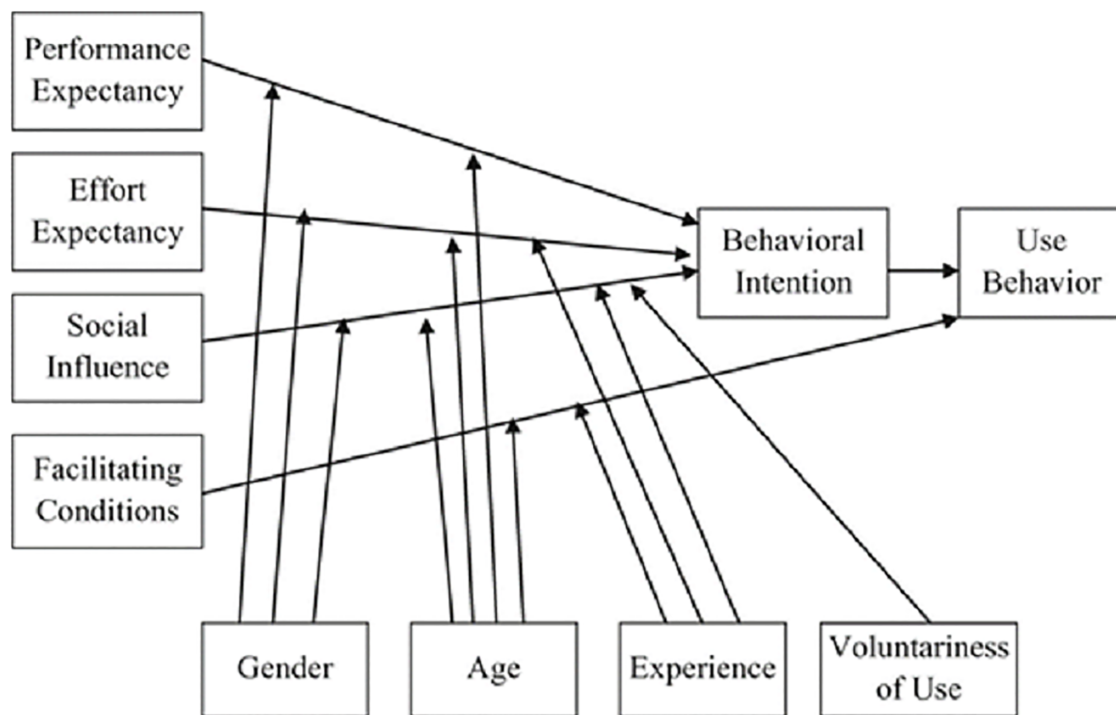 Performance
Expectancy
Effort
Expectancy
Social
Influence
Facilitating
Conditions
Behavioral
Intention
Use
Behavior
Gender
Age
Experience
Voluntariness
of Use